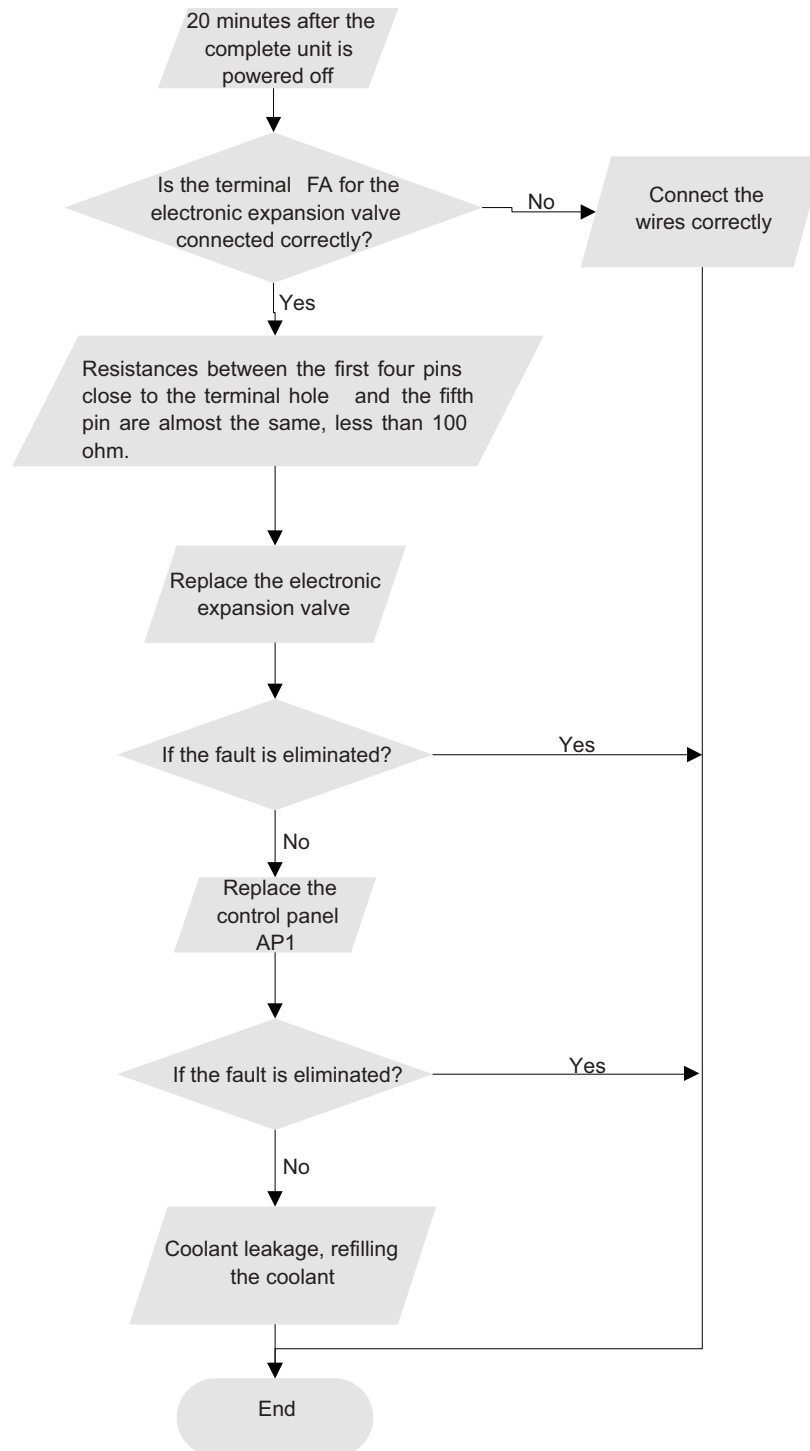 20 minutes after the
complete unit is
powered off
Is the terminal FA for the
electronic expansion valve
connected correctly?
No
Connect the
wires correctly
Yes
Resistances between the first four pins
close to the terminal hole and the fifth
pin are almost the same, less than 100
ohm.
Replace the electronic
expansion valve
If the fault is eliminated?
Yes
No
Replace the
control panel
AP1
If the fault is eliminated?
Yes
No
Coolant leakage, refilling
the coolant
End